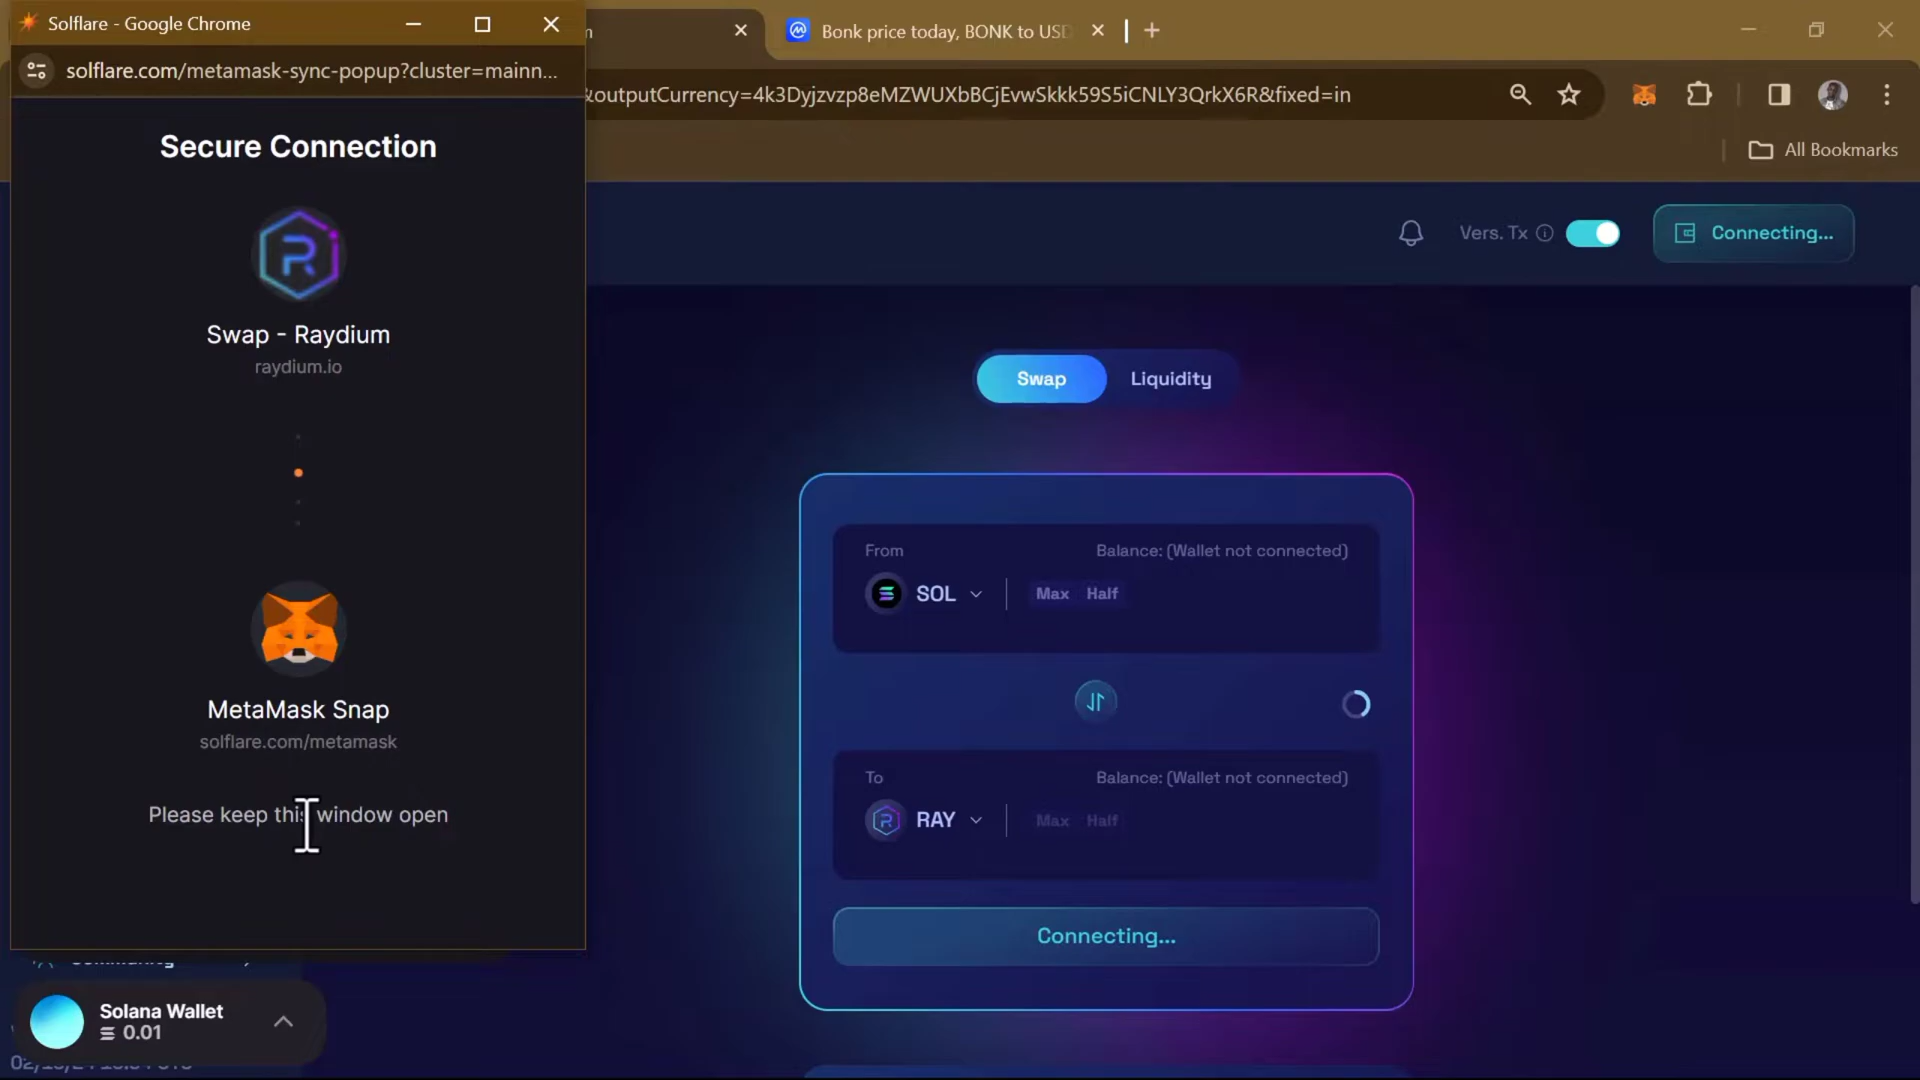 Solflare - Google Chrome
solflare.com/metamask-sync-popup?cluster=mainn...
Secure Connection
Swap - Raydium
raydium.io
MetaMask Snap
solflare.com/metamask
Please keep this window open
Bonk price today, BONK to USD
&outputCurrency=4k3Dyjzvzp8eMZWUXbBCjEvwSkkk59S5iCNLY3QrkX6R&fixed=in
All Bookmarks
Vers. Tx
Connecting...
Swap
Liquidity
From
Balance: (Wallet not connected)
SOL
Max
Half
To
Balance: (Wallet not connected)
RAY
Max
Half
Connecting...
Solana Wallet
0.01